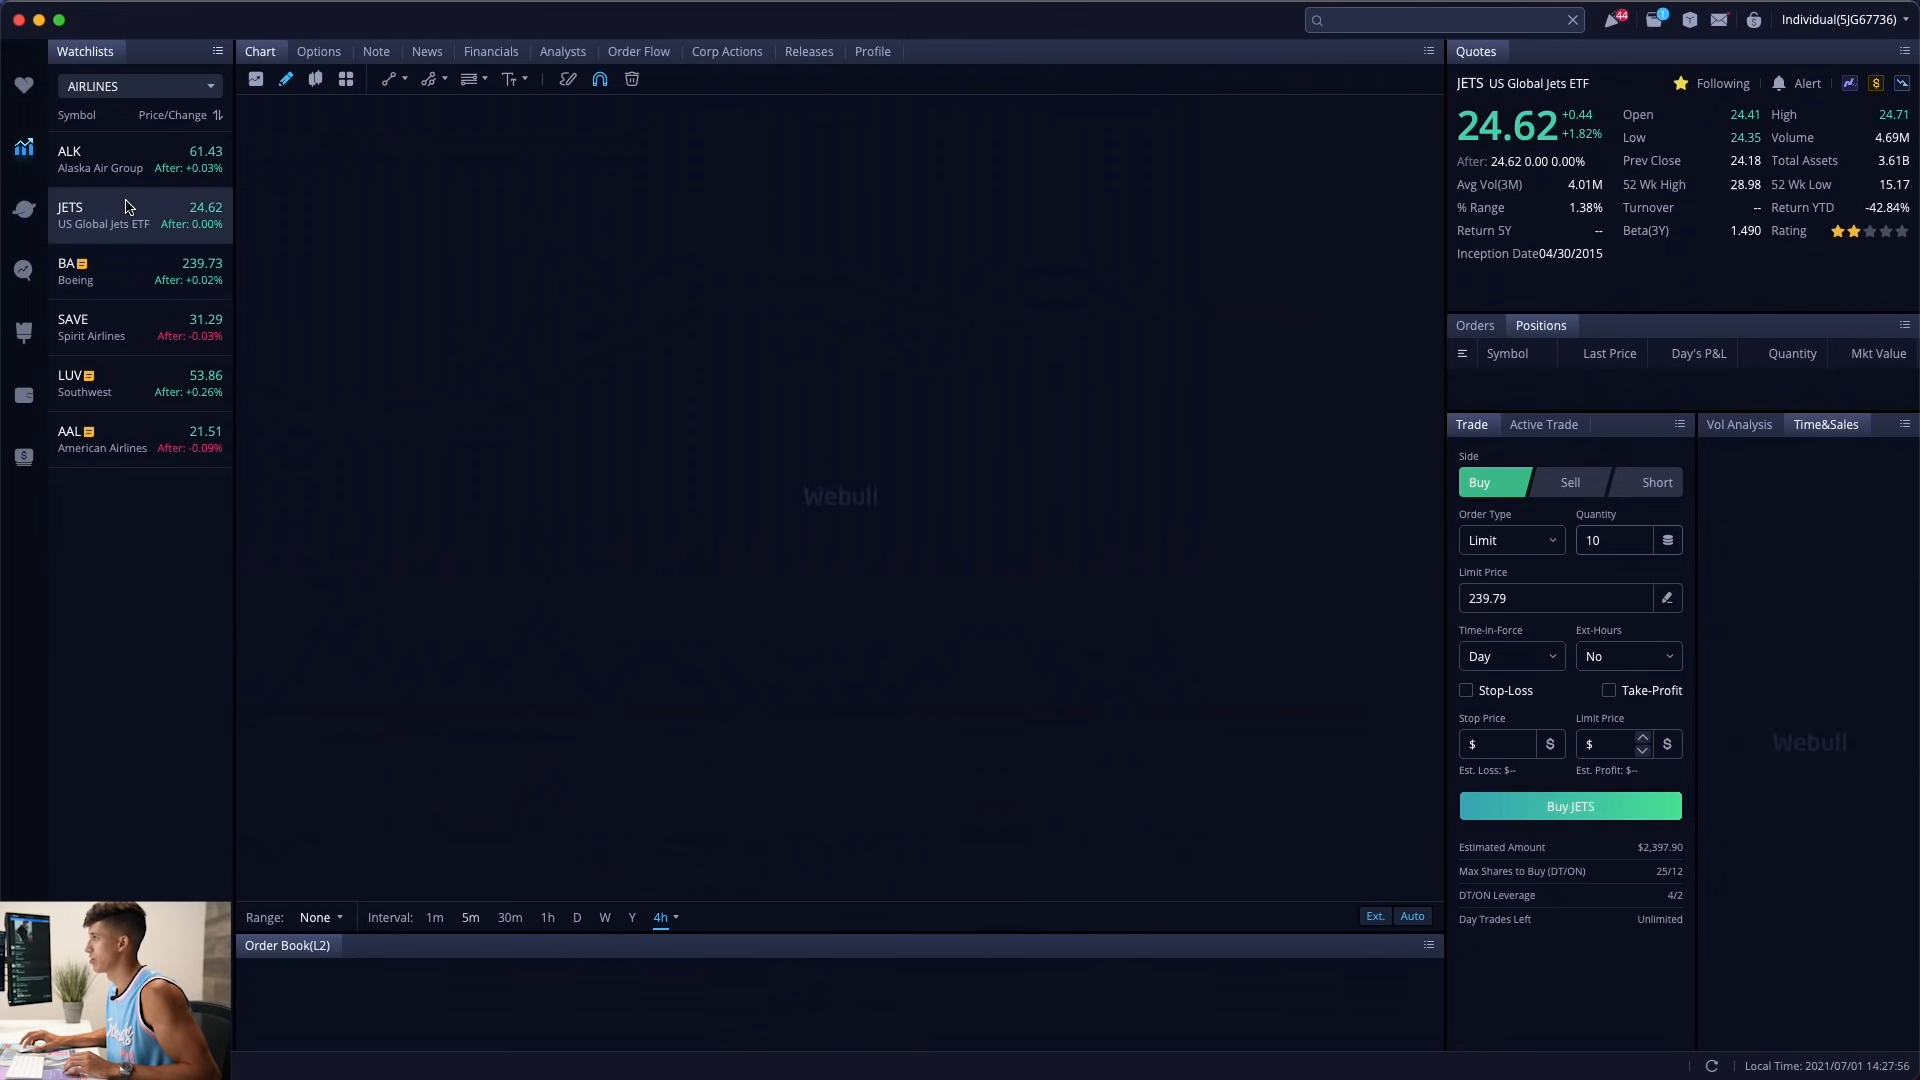 44
1
Individual(5JG67736)
Watchlists
AIRLINES
Symbol Price/Change
ALK 61.43
Alaska Air Group After: +0.03%
JETS 24.62
US Global Jets ETF After: 0.00%
BA 239.73
Boeing After: +0.02%
SAVE 31.29
Spirit Airlines After: -0.03%
LUV 53.86
Southwest After: +0.26%
AAL 21.51
American Airlines After: -0.09%
Chart Options Note News Financials Analysts Order Flow Corp Actions Releases Profile
Webull
Range: None Interval: 1m 5m 30m 1h D W Y 4h Ext. Auto
Order Book(L2)
Quotes
JETS US Global Jets ETF Following Alert
24.62 +0.44 +1.82%
After: 24.62 0.00 0.00%
Open 24.41 High 24.71
Low 24.35 Volume 4.69M
Prev Close 24.18 Total Assets 3.61B
Avg Vol(3M) 4.01M 52 Wk High 28.98 52 Wk Low 15.17
% Range 1.38% Turnover -- Return YTD -42.84%
Return 5Y -- Beta(3Y) 1.490 Rating
Inception Date04/30/2015
Orders Positions
Symbol Last Price Day's P&L Quantity Mkt Value
Trade Active Trade
Side
Buy Sell Short
Order Type Quantity
Limit 10
Limit Price
239.79
Time-in-Force Ext-Hours
Day No
Stop-Loss Take-Profit
Stop Price Limit Price
$ $ $ $
Est. Loss: $-- Est. Profit: $--
Buy JETS
Estimated Amount $2,397.90
Max Shares to Buy (DT/ON) 25/12
DT/ON Leverage 4/2
Day Trades Left Unlimited
Vol Analysis Time&Sales
Webull
Local Time: 2021/07/01 14:27:56